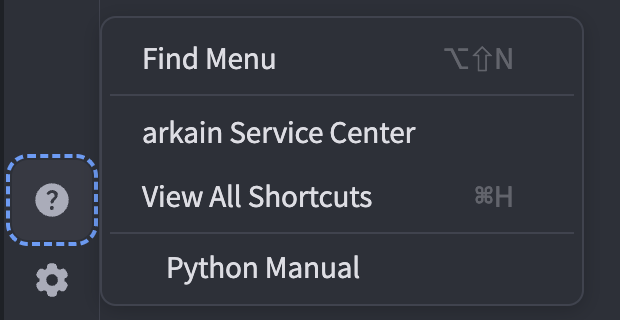 Find Menu ⌥⇧N
arkain Service Center
View All Shortcuts ⌘H
Python Manual